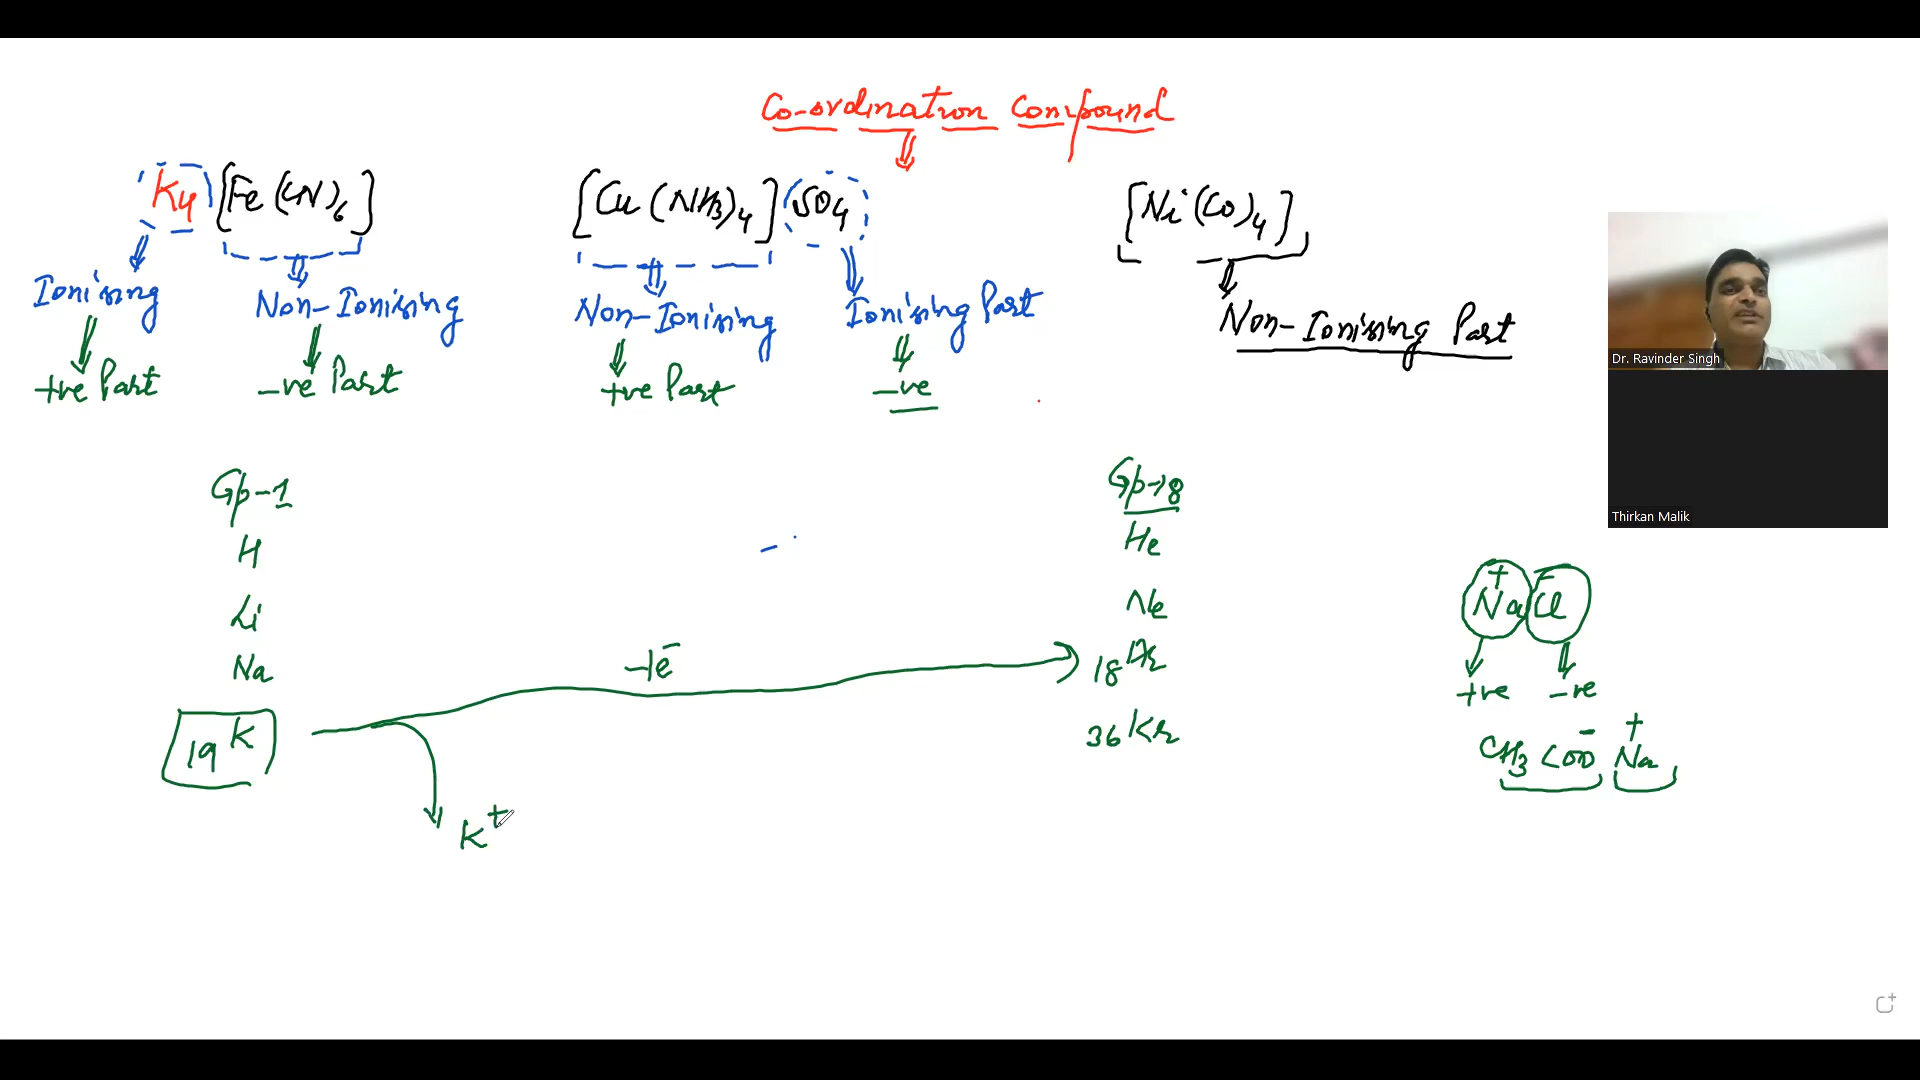 Co-ordination Compound
K4 [Fe(CN)6] [Cu(NH3)4] SO4 [Ni(CO)4]
Ionising Non-Ionising Non-Ionising Ionising Part Non-Ionising Part
+ve Part -ve Part +ve Part -ve
Dr. Ravinder Singh
Thirkan Malik
Gp-1 Gp-18
H He
Li Ne
Na -1e⁻ 18Ar
19K 36Kr
K+
Na+ Cl-
+ve -ve
CH3COO- Na+